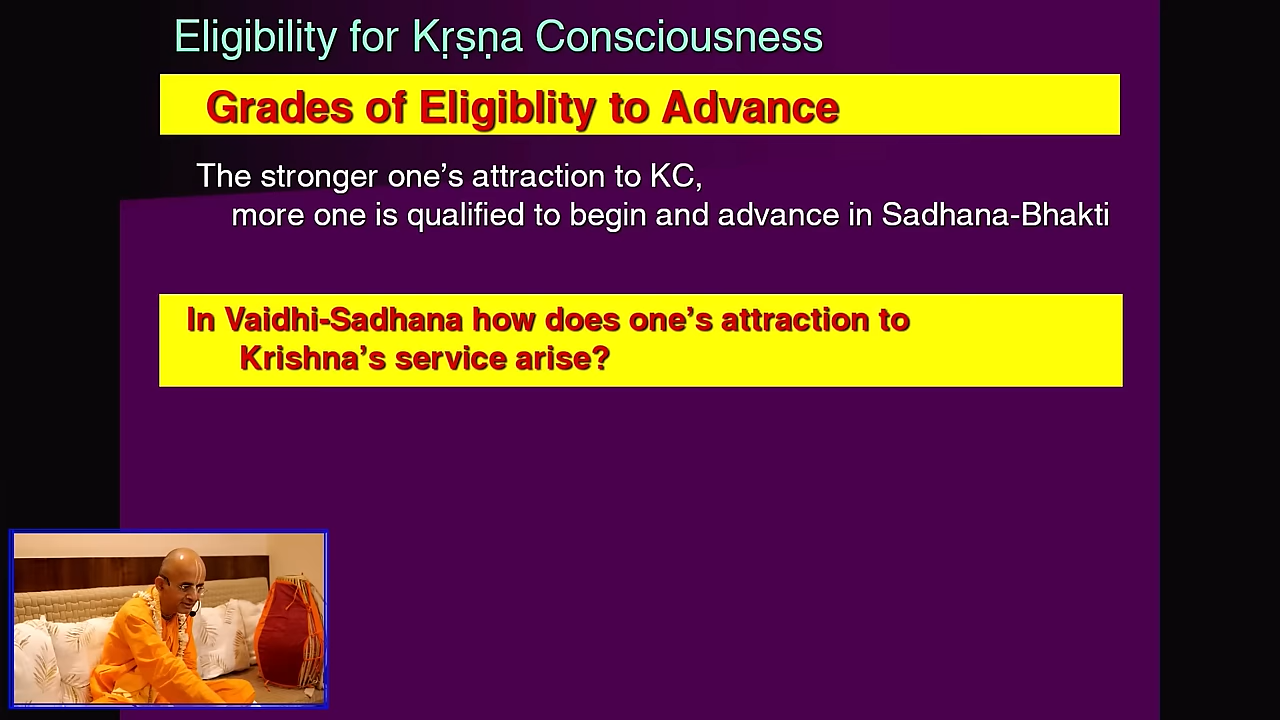 Eligibility for Kṛṣṇa Consciousness
Grades of Eligiblity to Advance
The stronger one’s attraction to KC,
more one is qualified to begin and advance in Sadhana-Bhakti
In Vaidhi-Sadhana how does one’s attraction to
Krishna’s service arise?